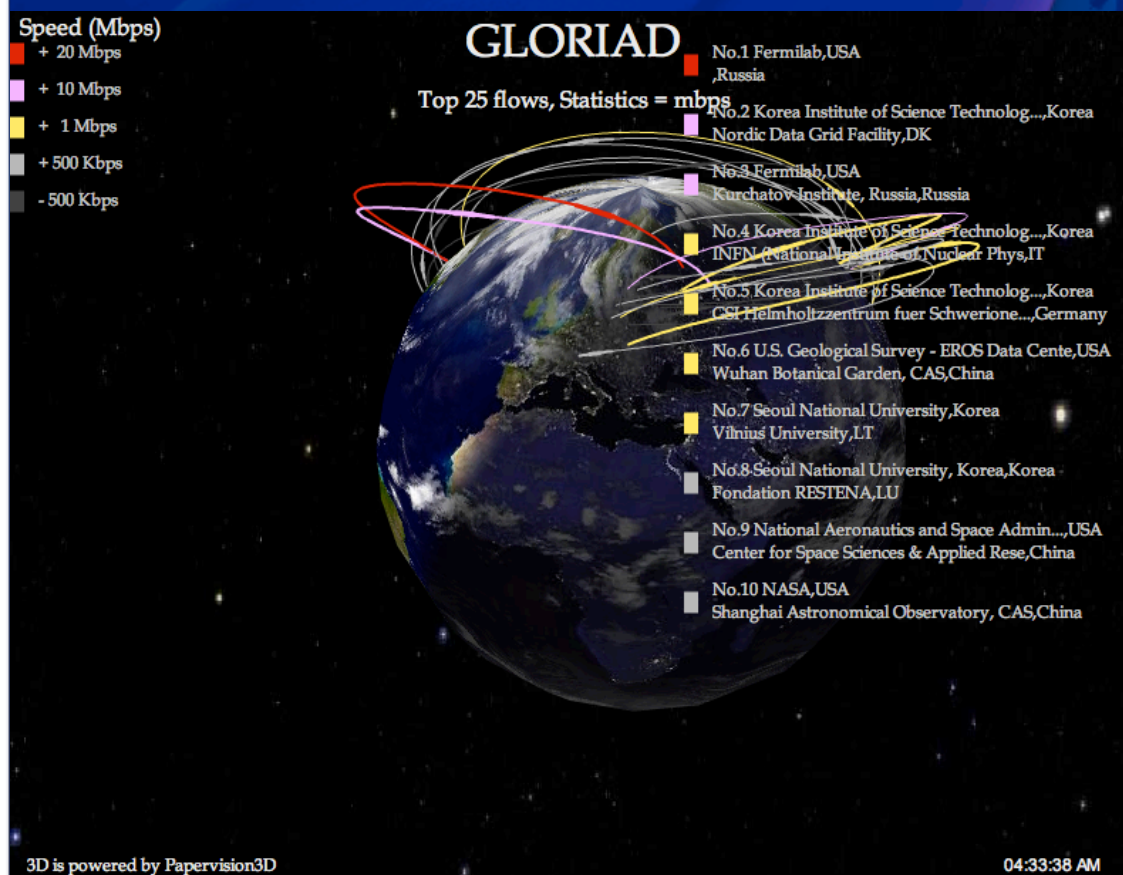 Speed (Mbps)
+ 20 Mbps
+ 10 Mbps
+ 1 Mbps
+ 500 Kbps
- 500 Kbps
GLORIAD
Top 25 flows, Statistics = mbps
No.1 Fermilab,USA
,Russia
No.2 Korea Institute of Science Technolog...,Korea
Nordic Data Grid Facility,DK
No.3 Fermilab,USA
Kurchatov Institute, Russia,Russia
No.4 Korea Institute of Science Technolog...,Korea
INFN (National Institute of Nuclear Phys,IT
No.5 Korea Institute of Science Technolog...,Korea
GSI Helmholtzzentrum fuer Schwerione...,Germany
No.6 U.S. Geological Survey - EROS Data Cente,USA
Wuhan Botanical Garden, CAS,China
No.7 Seoul National University,Korea
Vilnius University,LT
No.8 Seoul National University, Korea,Korea
Fondation RESTENA,LU
No.9 National Aeronautics and Space Admin...,USA
Center for Space Sciences & Applied Rese,China
No.10 NASA,USA
Shanghai Astronomical Observatory, CAS,China
3D is powered by Papervision3D
04:33:38 AM